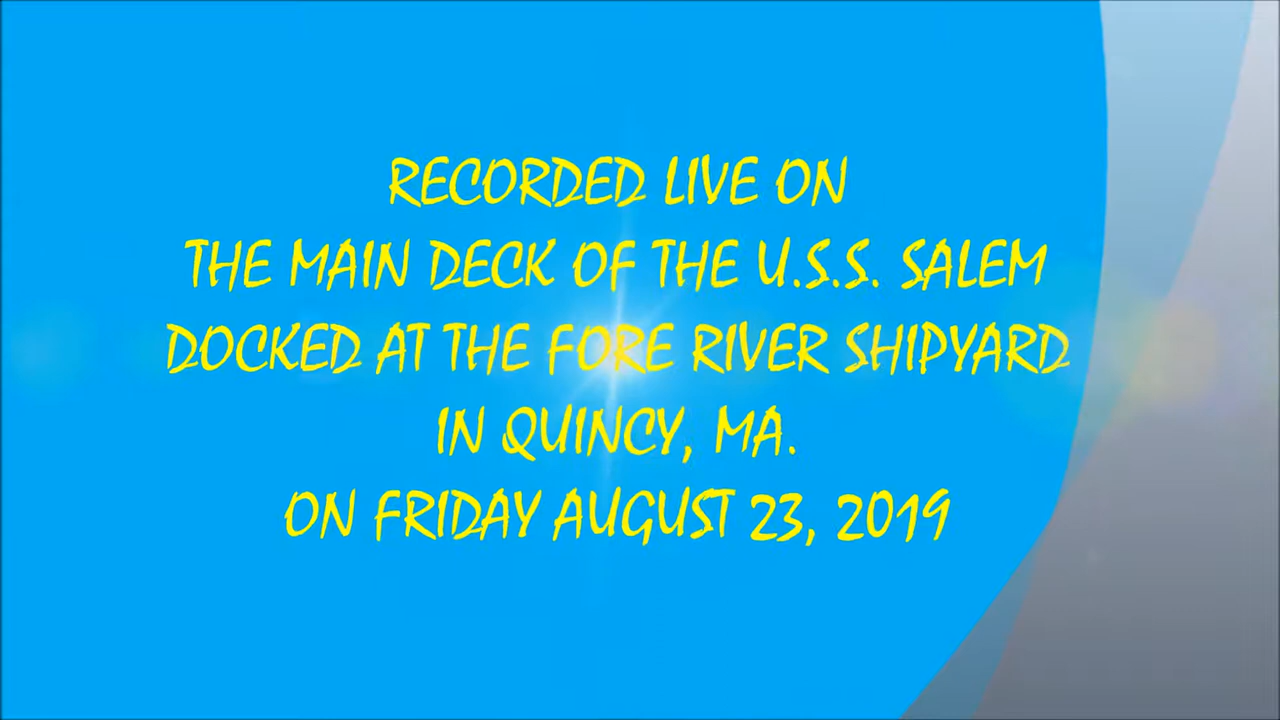 RECORDED LIVE ON
THE MAIN DECK OF THE U.S.S. SALEM
DOCKED AT THE FORE RIVER SHIPYARD
IN QUINCY, MA.
ON FRIDAY AUGUST 23, 2019